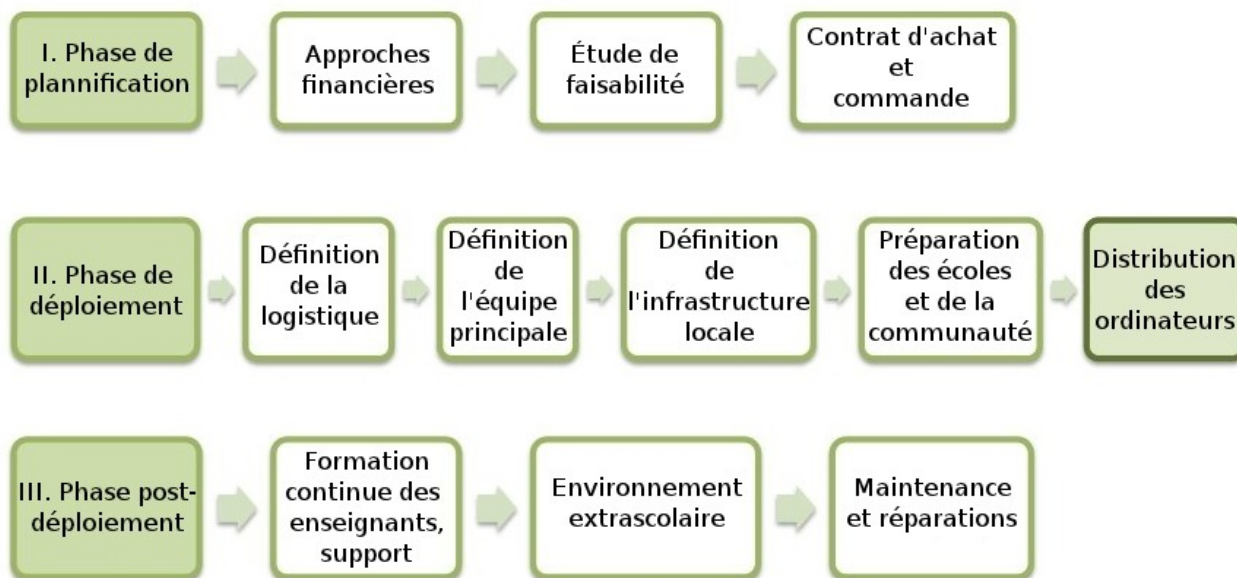 I. Phase de
plannification
Approches
financières
Étude de
faisabilité
Contrat d'achat
et
commande
II. Phase de
déploiement
Définition
de la
logistique
Définition
de
l'équipe
principale
Définition
de
l'infrastructure
locale
Préparation
des écoles
et de la
communauté
Distribution
des
ordinateurs
III. Phase post-
déploiement
Formation
continue des
enseignants,
support
Environnement
extrascolaire
Maintenance
et réparations